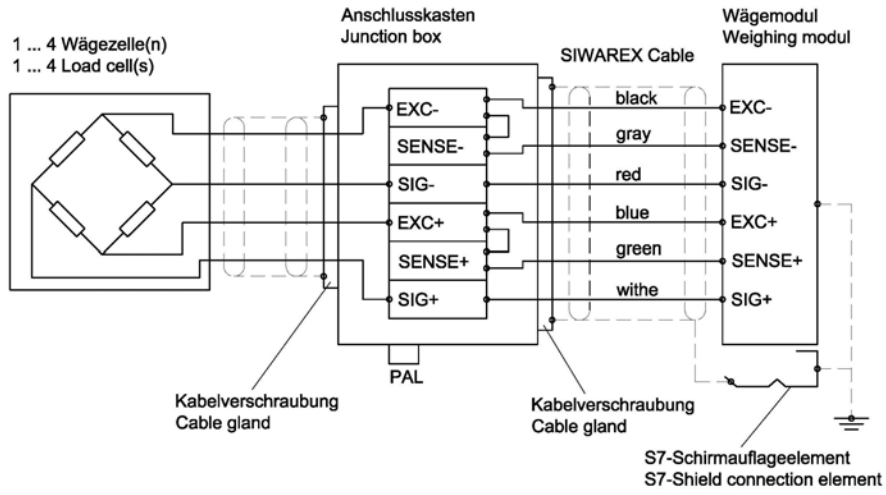 1 ... 4 Wägezelle(n)
1 ... 4 Load cell(s)
Anschlusskasten
Junction box
SIWAREX Cable
Wägemodul
Weighing modul
EXC-
SENSE-
SIG-
EXC+
SENSE+
SIG+
black
gray
red
blue
green
withe
EXC-
SENSE-
SIG-
EXC+
SENSE+
SIG+
PAL
Kabelverschraubung
Cable gland
Kabelverschraubung
Cable gland
S7-Schirmauflageelement
S7-Shield connection element